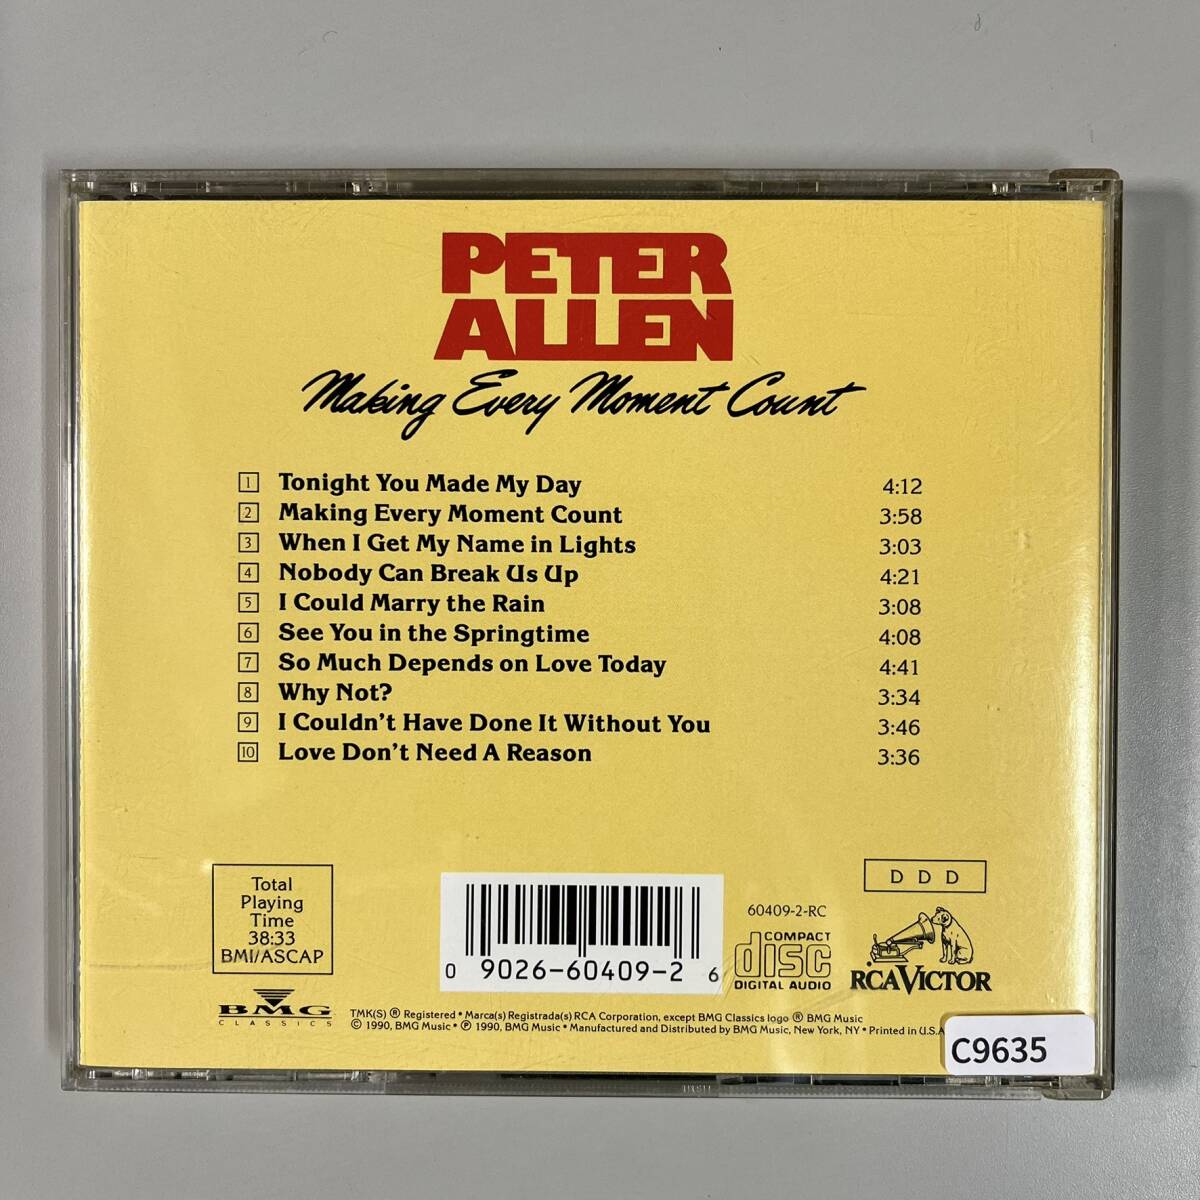 PETER
ALLEN
Making Every Moment Count
1 Tonight You Made My Day 4:12
2 Making Every Moment Count 3:58
3 When I Get My Name in Lights 3:03
4 Nobody Can Break Us Up 4:21
5 I Could Marry the Rain 3:08
6 See You in the Springtime 4:08
7 So Much Depends on Love Today 4:41
8 Why Not? 3:34
9 I Couldn't Have Done It Without You 3:46
10 Love Don't Need A Reason 3:36
Total
Playing
Time
38:33
BMI/ASCAP
0 9026-60409-2 6
60409-2-RC
COMPACT
disc
DIGITAL AUDIO
D D D
RCA VICTOR
BMG
CLASSICS
TMK(S) ® Registered • Marca(s) Registrada(s) RCA Corporation, except BMG Classics logo ® BMG Music
© 1990, BMG Music • ℗ 1990, BMG Music • Manufactured and Distributed by BMG Music, New York, NY • Printed in U.S.A
C9635